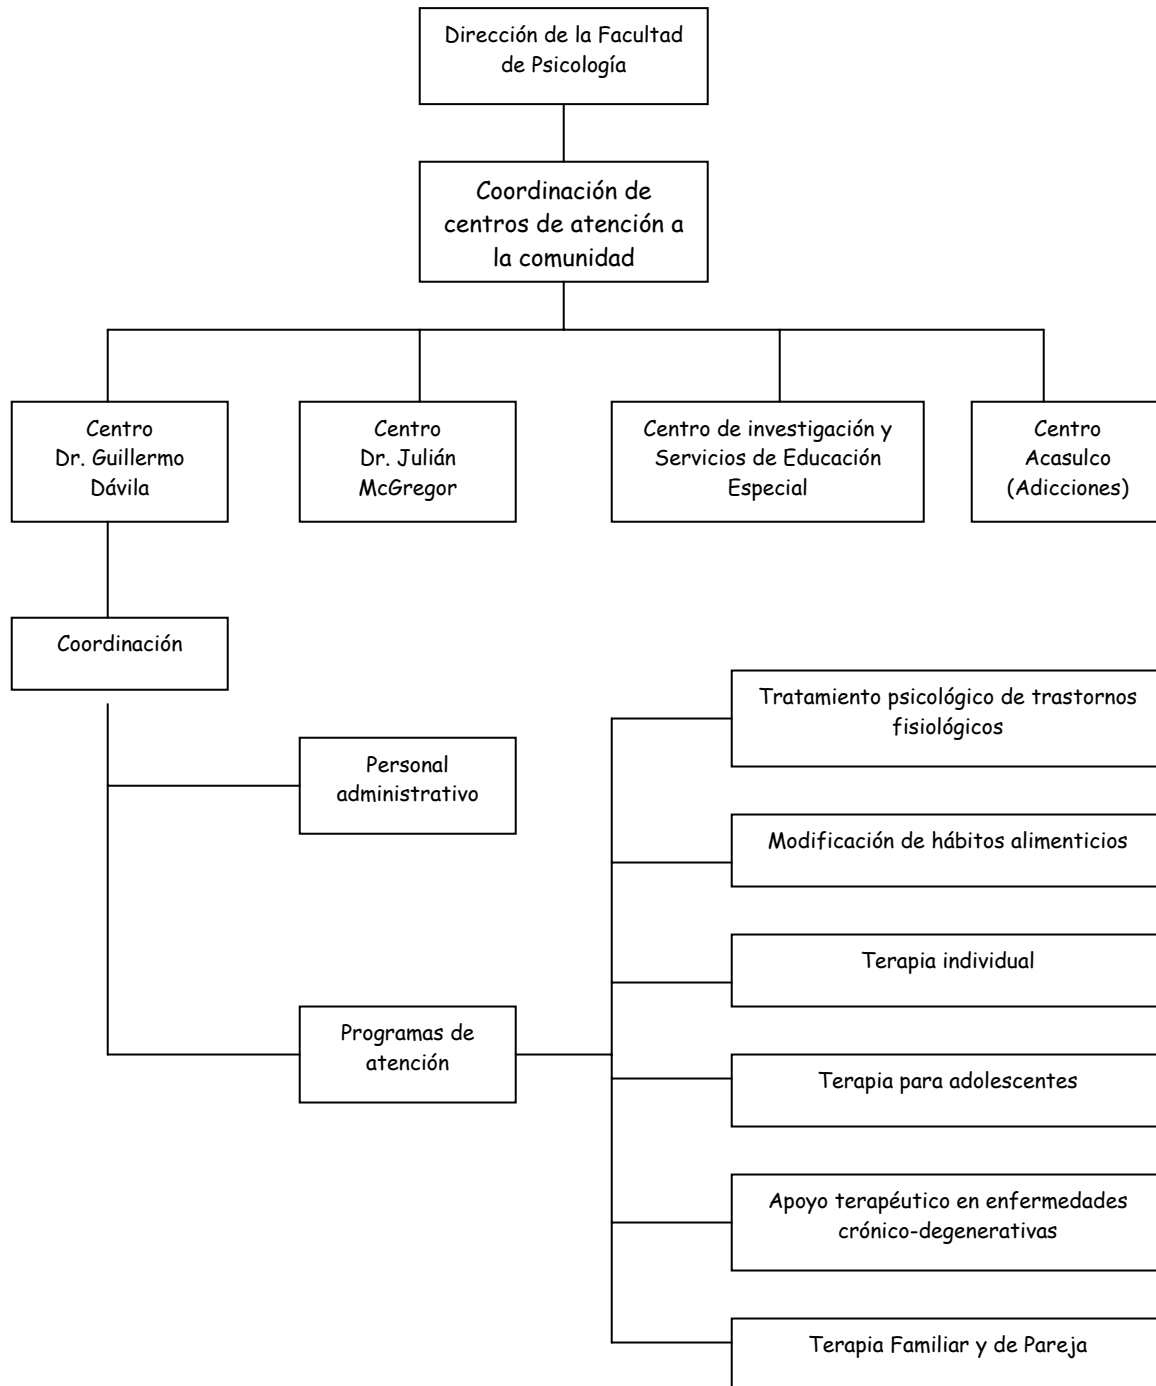 Dirección de la Facultad
de Psicología
Coordinación de
centros de atención a
la comunidad
Centro
Dr. Guillermo
Dávila
Centro
Dr. Julián
McGregor
Centro de investigación y
Servicios de Educación
Especial
Centro
Acasulco
(Adicciones)
Coordinación
Personal
administrativo
Programas de
atención
Tratamiento psicológico de trastornos
fisiológicos
Modificación de hábitos alimenticios
Terapia individual
Terapia para adolescentes
Apoyo terapéutico en enfermedades
crónico-degenerativas
Terapia Familiar y de Pareja